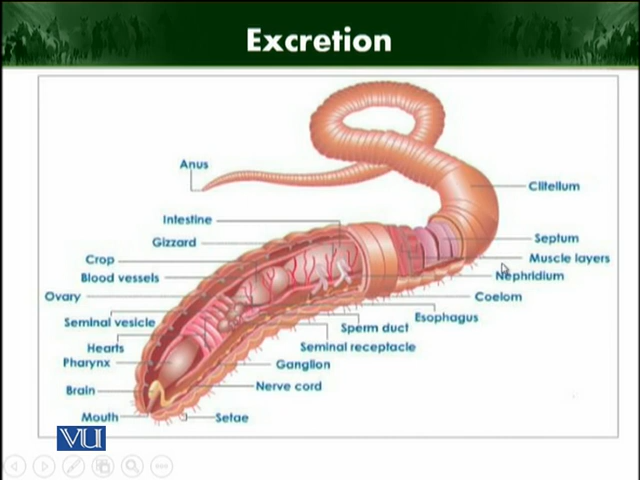 Excretion
Anus
Clitellum
Intestine
Septum
Gizzard
Muscle layers
Crop
Nephridium
Blood vessels
Ovary
Coelom
Esophagus
Seminal vesicle
Sperm duct
Hearts
Seminal receptacle
Pharynx
Ganglion
Brain
Nerve cord
Mouth
Setae
VU